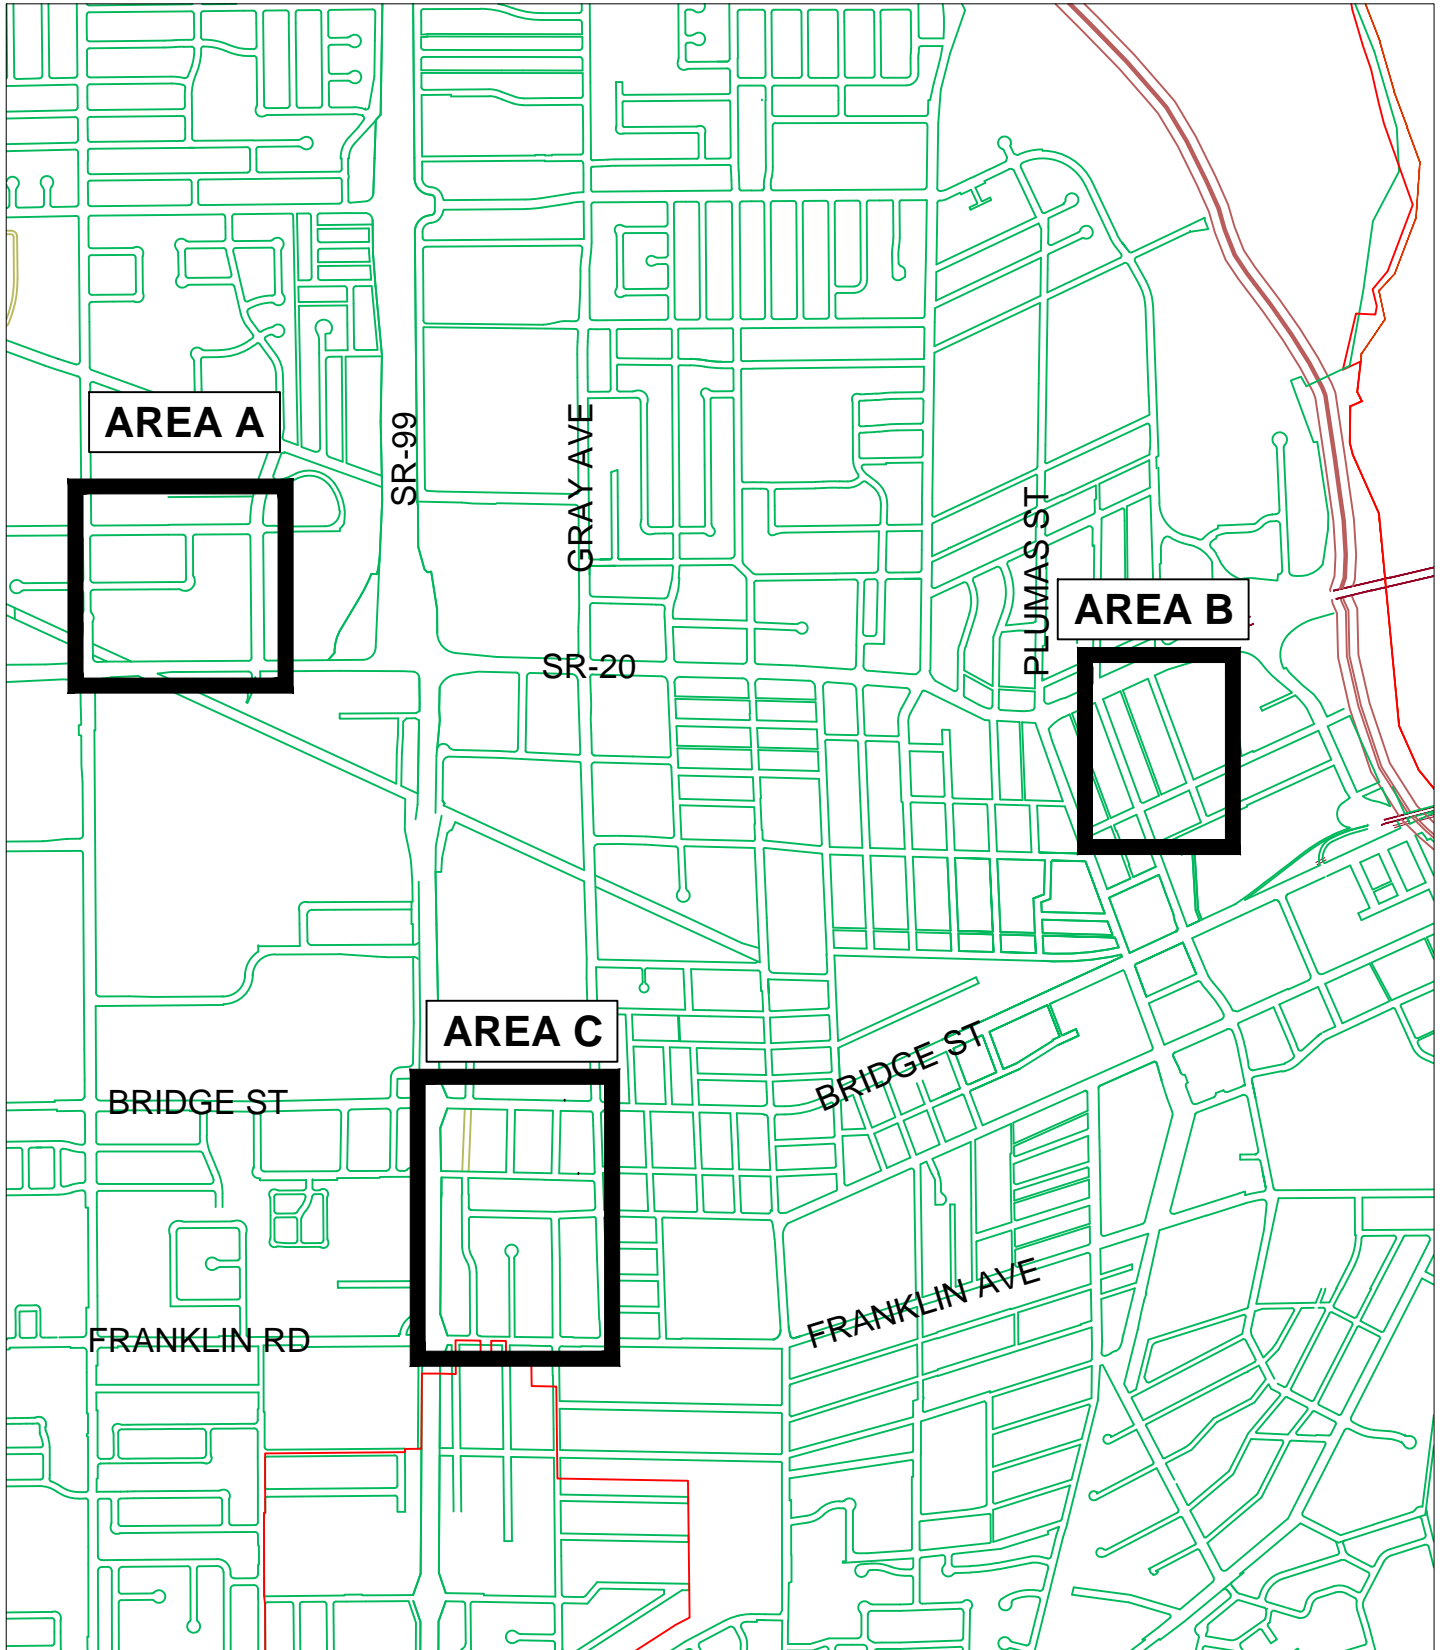 AREA A
SR-99
GRAY AVE
PLUMAS ST
AREA B
SR-20
AREA C
BRIDGE ST
BRIDGE ST
FRANKLIN AVE
FRANKLIN RD